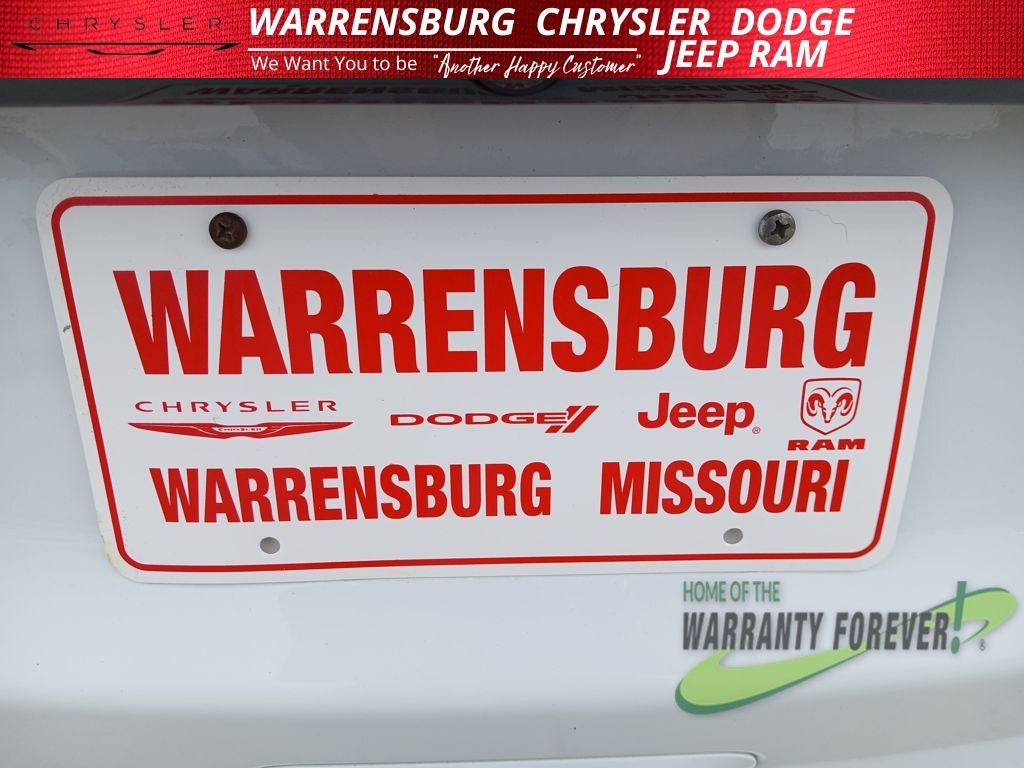 CHRYSLER
WARRENSBURG CHRYSLER DODGE
JEEP RAM
We Want You to be "Another Happy Customer"
WARRENSBURG
CHRYSLER DODGE Jeep® RAM
CHRYSLER
WARRENSBURG MISSOURI
HOME OF THE
WARRANTY FOREVER!®